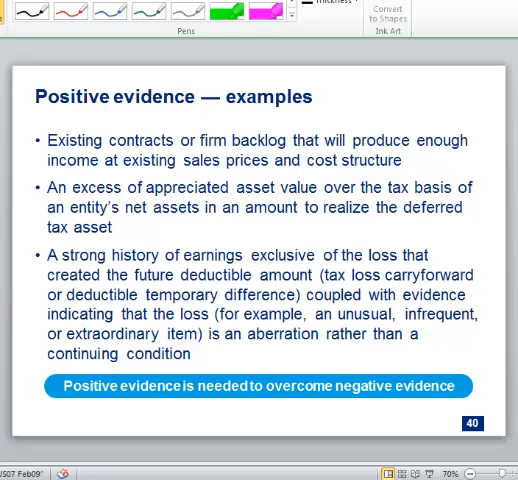 Thickness
Convert
to Shapes
Pens
Ink Art
Positive evidence — examples
• Existing contracts or firm backlog that will produce enough
income at existing sales prices and cost structure
• An excess of appreciated asset value over the tax basis of
an entity's net assets in an amount to realize the deferred
tax asset
• A strong history of earnings exclusive of the loss that
created the future deductible amount (tax loss carryforward
or deductible temporary difference) coupled with evidence
indicating that the loss (for example, an unusual, infrequent,
or extraordinary item) is an aberration rather than a
continuing condition
Positive evidence is needed to overcome negative evidence
40
US07 Feb09"
70%